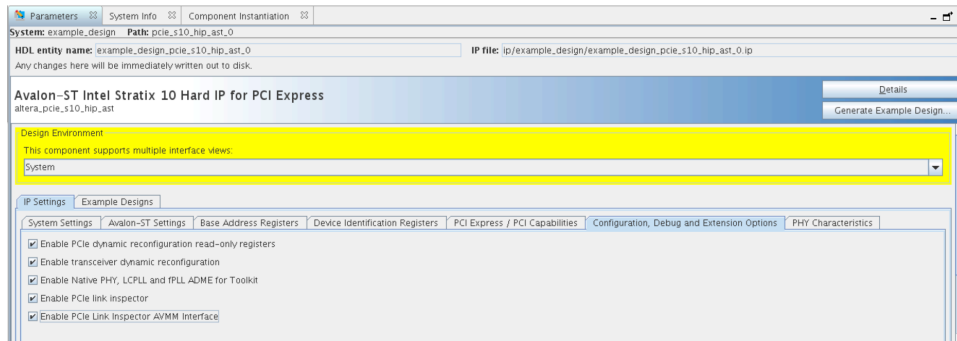 Parameters System Info Component Instantiation
System: example_design Path: pcie_s10_hip_ast_0
HDL entity name: example_design_pcie_s10_hip_ast_0 IP file: ip/example_design/example_design_pcie_s10_hip_ast_0.ip
Any changes here will be immediately written out to disk.
Avalon-ST Intel Stratix 10 Hard IP for PCI Express Details
altera_pcie_s10_hip_ast Generate Example Design...
Design Environment
This component supports multiple interface views:
System
IP Settings Example Designs
System Settings Avalon-ST Settings Base Address Registers Device Identification Registers PCI Express / PCI Capabilities Configuration, Debug and Extension Options PHY Characteristics
Enable PCIe dynamic reconfiguration read-only registers
Enable transceiver dynamic reconfiguration
Enable Native PHY, LCPLL and fPLL ADME for Toolkit
Enable PCIe link inspector
Enable PCIe Link Inspector AVMM Interface